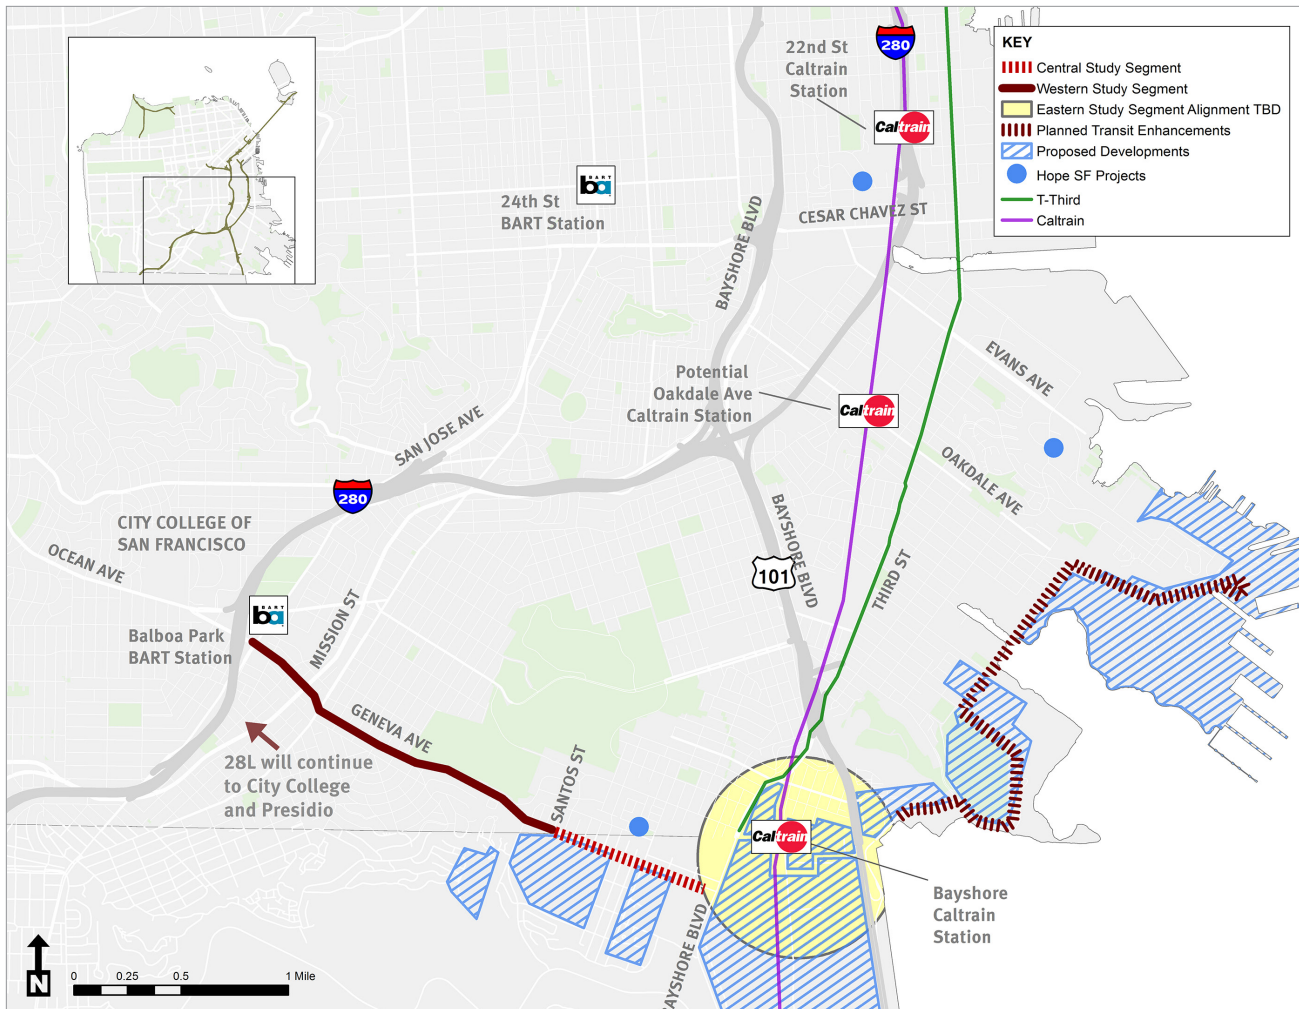 22nd St
Caltrain
Station
280
Caltrain
KEY
Central Study Segment
Western Study Segment
Eastern Study Segment Alignment TBD
Planned Transit Enhancements
Proposed Developments
Hope SF Projects
T-Third
Caltrain
BART
ba
24th St
BART Station
BAYSHORE BLVD
CESAR CHAVEZ ST
EVANS AVE
Potential
Oakdale Ave
Caltrain Station
Caltrain
SAN JOSE AVE
OAKDALE AVE
280
CITY COLLEGE OF
SAN FRANCISCO
OCEAN AVE
BAYSHORE BLVD
101
THIRD ST
BART
ba
Balboa Park
BART Station
MISSION ST
GENEVA AVE
28L will continue
to City College
and Presidio
SANTOS ST
Caltrain
Bayshore
Caltrain
Station
BAYSHORE BLVD
N
0 0.25 0.5 1 Mile